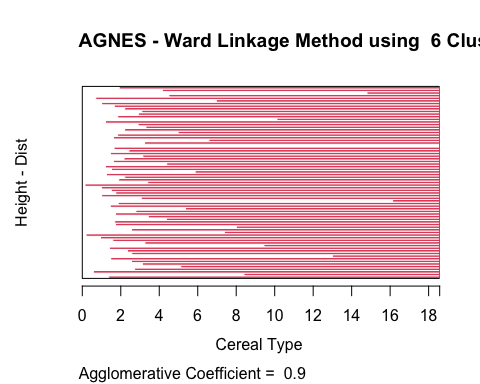 AGNES - Ward Linkage Method using  6 Clus
Height - Dist
0 2 4 6 8 10 12 14 16 18
Cereal Type
Agglomerative Coefficient =  0.9